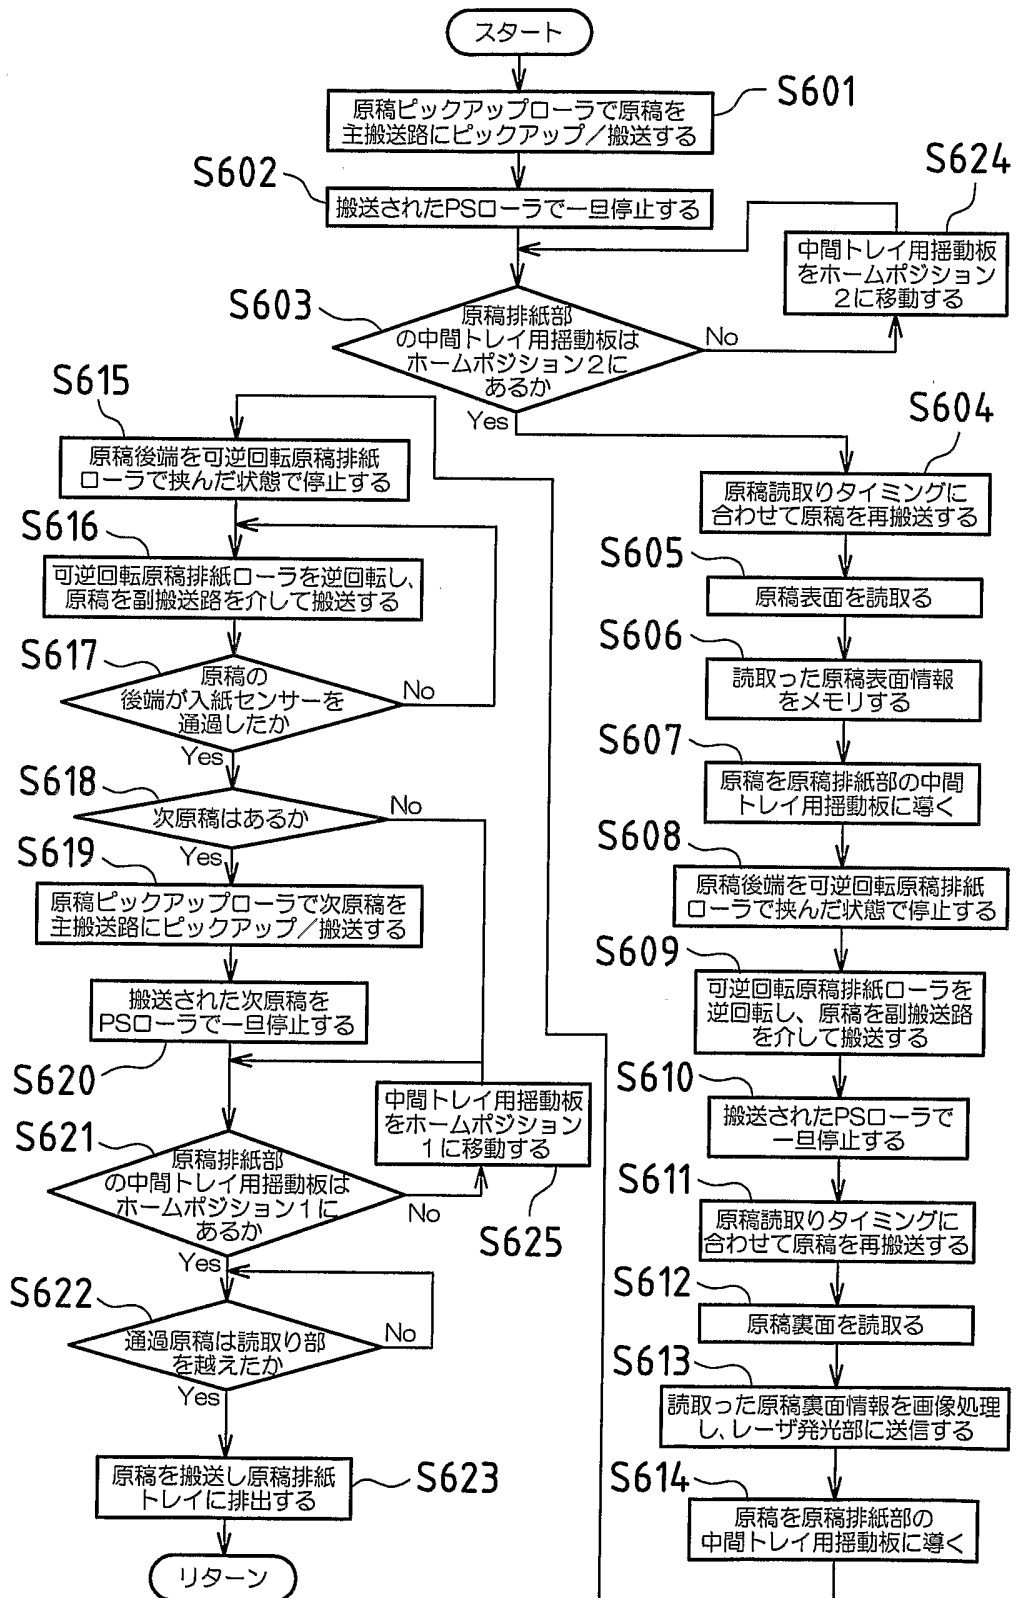 スタート
S601
原稿ピックアップローラで原稿を
主搬送路にピックアップ／搬送する
S602
搬送されたPSローラで一旦停止する
S624
中間トレイ用揺動板
をホームポジション
2に移動する
S603
原稿排紙部
の中間トレイ用揺動板は
ホームポジション2に
あるか
No
Yes
S604
原稿読取りタイミングに
合わせて原稿を再搬送する
S605
原稿表面を読取る
S606
読取った原稿表面情報
をメモリする
S607
原稿を原稿排紙部の中間
トレイ用揺動板に導く
S608
原稿後端を可逆回転原稿排紙
ローラで挟んだ状態で停止する
S609
可逆回転原稿排紙ローラを
逆回転し、原稿を副搬送路
を介して搬送する
S610
搬送されたPSローラで
一旦停止する
S611
原稿読取りタイミングに
合わせて原稿を再搬送する
S612
原稿裏面を読取る
S613
読取った原稿裏面情報を画像処理
し、レーザ発光部に送信する
S614
原稿を原稿排紙部の
中間トレイ用揺動板に導く
S615
原稿後端を可逆回転原稿排紙
ローラで挟んだ状態で停止する
S616
可逆回転原稿排紙ローラを逆回転し、
原稿を副搬送路を介して搬送する
S617
原稿の
後端が入紙センサーを
通過したか
No
Yes
S618
次原稿はあるか
No
Yes
S619
原稿ピックアップローラで次原稿を
主搬送路にピックアップ／搬送する
搬送された次原稿を
PSローラで一旦停止する
S620
S621
原稿排紙部
の中間トレイ用揺動板は
ホームポジション1に
あるか
No
Yes
中間トレイ用揺動板
をホームポジション
1に移動する
S625
S622
通過原稿は読取り部
を越えたか
No
Yes
原稿を搬送し原稿排紙
トレイに排出する
S623
リターン